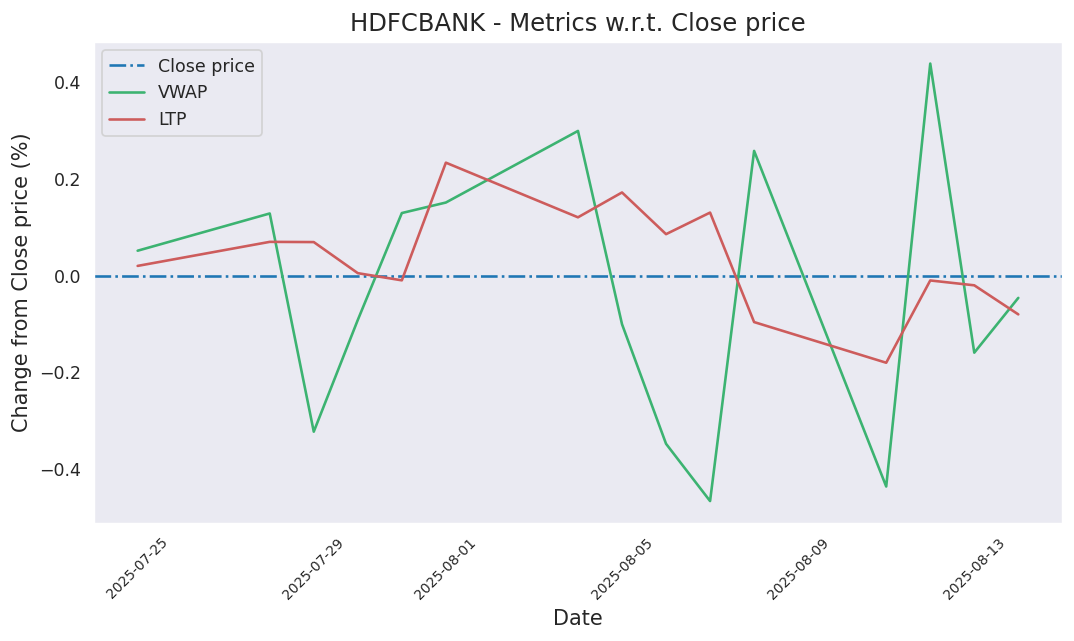 HDFCBANK - Metrics w.r.t. Close price
Close price
VWAP
LTP
Change from Close price (%)
0.4
0.2
0.0
−0.2
−0.4
2025-07-25
2025-07-29
2025-08-01
2025-08-05
2025-08-09
2025-08-13
Date